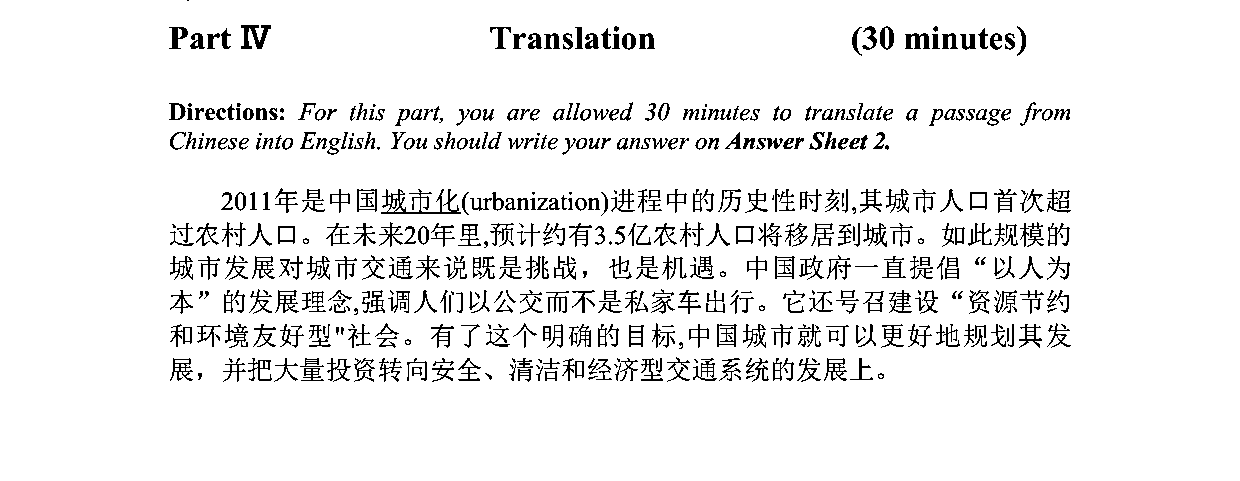 Part Ⅳ Translation (30 minutes)
Directions: For this part, you are allowed 30 minutes to translate a passage from
Chinese into English. You should write your answer on Answer Sheet 2.
2011年是中国城市化(urbanization)进程中的历史性时刻,其城市人口首次超
过农村人口。在未来20年里,预计约有3.5亿农村人口将移居到城市。如此规模的
城市发展对城市交通来说既是挑战，也是机遇。中国政府一直提倡“以人为
本”的发展理念,强调人们以公交而不是私家车出行。它还号召建设“资源节约
和环境友好型"社会。有了这个明确的目标,中国城市就可以更好地规划其发
展，并把大量投资转向安全、清洁和经济型交通系统的发展上。